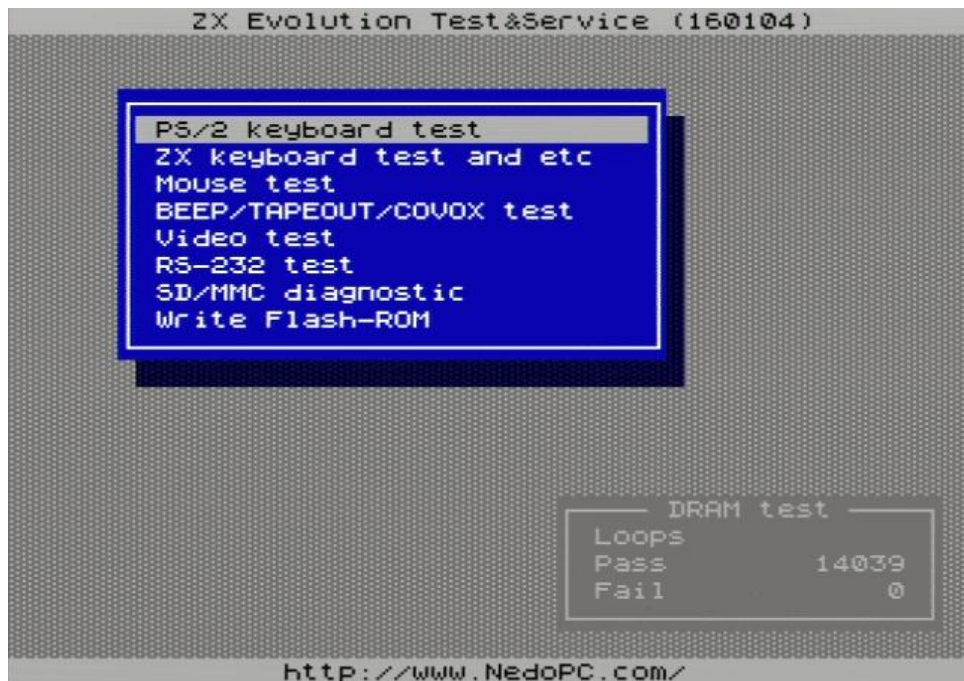 ZX Evolution Test&Service (160104)
PS/2 keyboard test
ZX keyboard test and etc
Mouse test
BEEP/TAPEOUT/COVOX test
Video test
RS-232 test
SD/MMC diagnostic
Write Flash-ROM
DRAM test
Loops
Pass 14039
Fail 0
http://www.NedoPC.com/